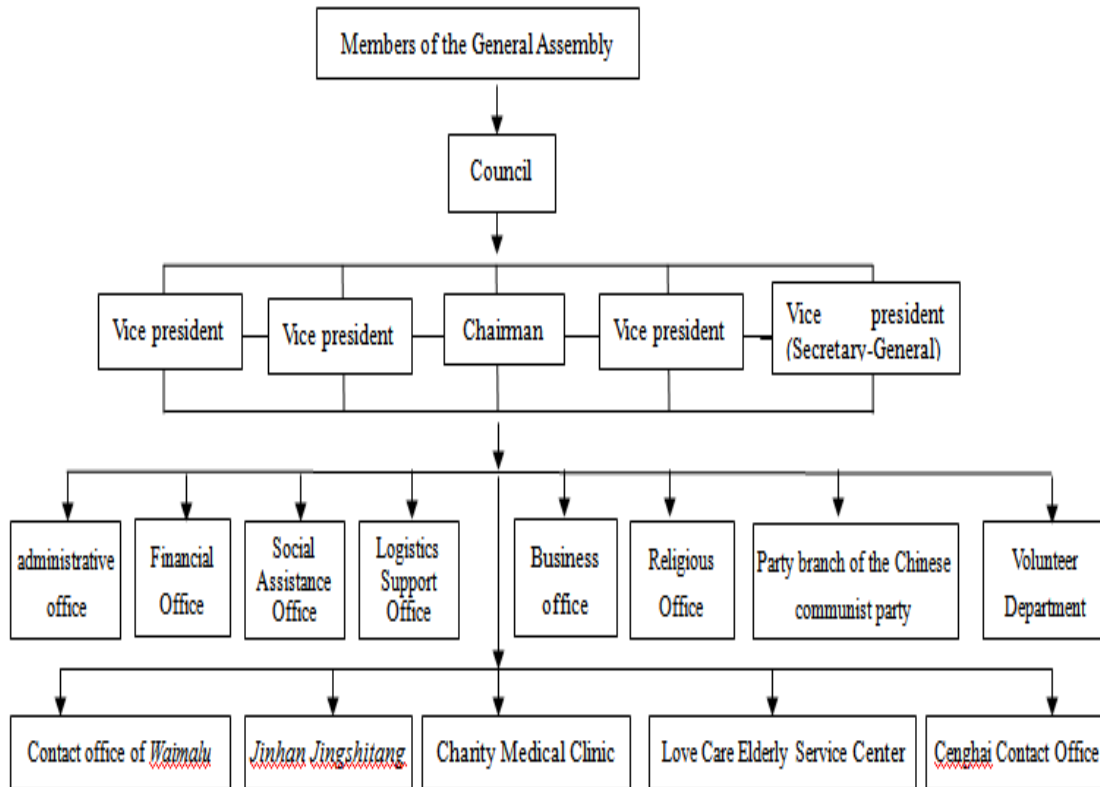 Members of the General Assembly
Council
Vice president
Vice president
Chairman
Vice president
Vice president
(Secretary-General)
administrative
office
Financial
Office
Social
Assistance
Office
Logistics
Support
Office
Business
office
Religious
Office
Party branch of the Chinese
communist party
Volunteer
Department
Contact office of Waimalu
Jinhan Jingshitang
Charity Medical Clinic
Love Care Elderly Service Center
Cenghai Contact Office